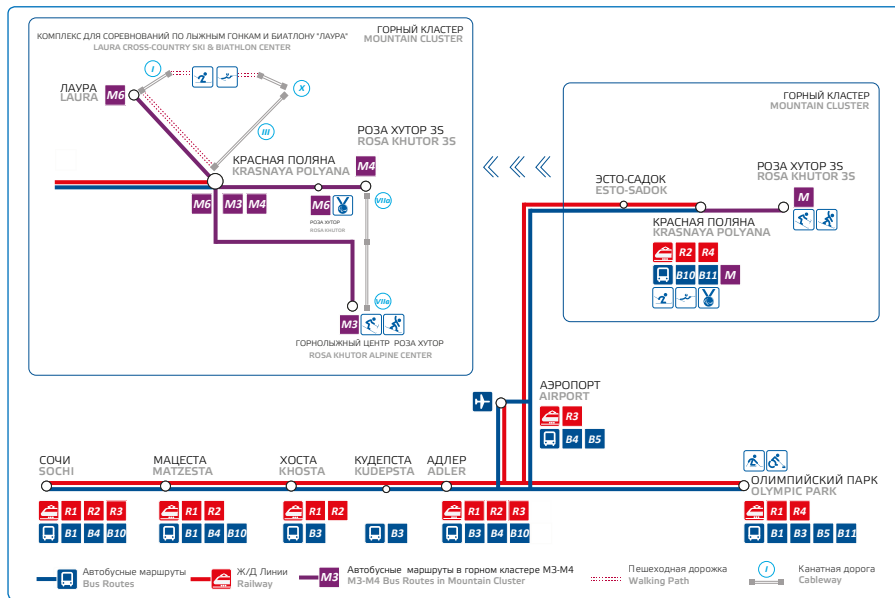 КОМПЛЕКС ДЛЯ СОРЕВНОВАНИЙ ПО ЛЫЖНЫМ ГОНКАМ И БИАТЛОНУ "ЛАУРА"
LAURA CROSS-COUNTRY SKI & BIATHLON CENTER
ГОРНЫЙ КЛАСТЕР
MOUNTAIN CLUSTER
I
X
III
ЛАУРА
LAURA
M6
РОЗА ХУТОР 3S
ROSA KHUTOR 3S
M4
КРАСНАЯ ПОЛЯНА
KRASNAYA POLYANA
M6 M3 M4
M6
РОЗА ХУТОР
ROSA KHUTOR
VIIa
VIIв
M3
ГОРНОЛЫЖНЫЙ ЦЕНТР РОЗА ХУТОР
ROSA KHUTOR ALPINE CENTER
ГОРНЫЙ КЛАСТЕР
MOUNTAIN CLUSTER
ЭСТО-САДОК
ESTO-SADOK
РОЗА ХУТОР 3S
ROSA KHUTOR 3S
M
КРАСНАЯ ПОЛЯНА
KRASNAYA POLYANA
R2 R4
B10 B11 M
АЭРОПОРТ
AIRPORT
R3
B4 B5
СОЧИ
SOCHI
R1 R2 R3
B1 B4 B10
МАЦЕСТА
MATZESTA
R1 R2
B1 B4 B10
ХОСТА
KHOSTA
R1 R2
B3
КУДЕПСТА
KUDEPSTA
B3
АДЛЕР
ADLER
R1 R2 R3
B3 B4 B10
ОЛИМПИЙСКИЙ ПАРК
OLYMPIC PARK
R1 R4
B1 B3 B5 B11
Автобусные маршруты
Bus Routes
Ж/Д Линии
Railway
M3
Автобусные маршруты в горном кластере М3-М4
M3-M4 Bus Routes in Mountain Cluster
Пешеходная дорожка
Walking Path
I
Канатная дорога
Cableway